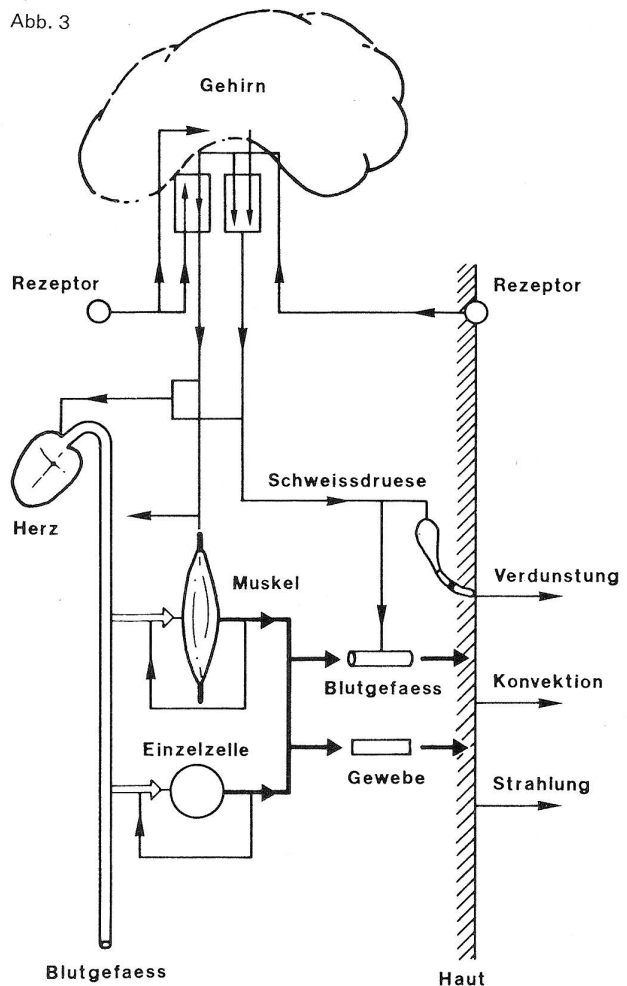 Abb. 3
Gehirn
Rezeptor
Rezeptor
Schweissdruese
Herz
Muskel
Verdunstung
Blutgefaess
Konvektion
Einzelzelle
Gewebe
Strahlung
Blutgefaess
Haut